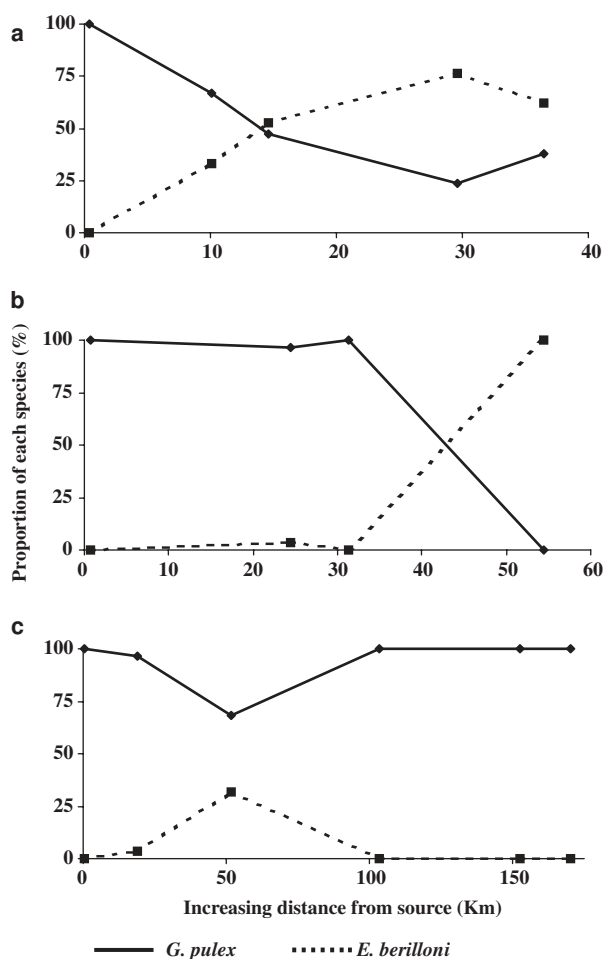 a
100
75
50
25
0
0 10 20 30 40
b
100
75
50
25
0
0 10 20 30 40 50 60
c
100
75
50
25
0
0 50 100 150
Proportion of each species (%)
Increasing distance from source (Km)
G. pulex E. berilloni